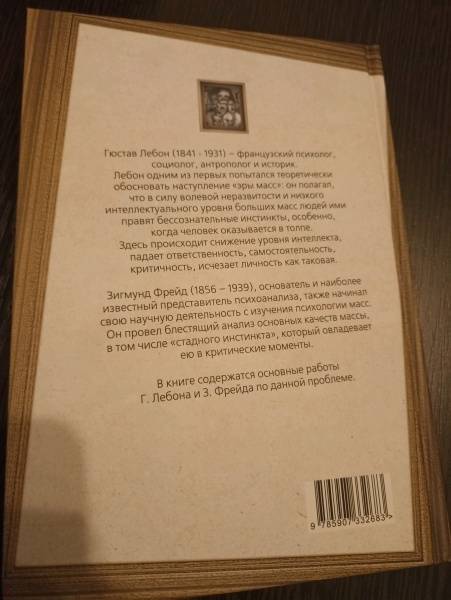 Гюстав Лебон (1841 - 1931) – французский психолог,
социолог, антрополог и историк.
Лебон одним из первых попытался теоретически
обосновать наступление «эры масс»: он полагал,
что в силу волевой неразвитости и низкого
интеллектуального уровня больших масс людей ими
правят бессознательные инстинкты, особенно,
когда человек оказывается в толпе.
Здесь происходит снижение уровня интеллекта,
падает ответственность, самостоятельность,
критичность, исчезает личность как таковая.
Зигмунд Фрейд (1856 – 1939), основатель и наиболее
известный представитель психоанализа, также начинал
свою научную деятельность с изучения психологии масс.
Он провел блестящий анализ основных качеств массы,
в том числе «стадного инстинкта», который овладевает
ею в критические моменты.
В книге содержатся основные работы
Г. Лебона и З. Фрейда по данной проблеме.
9 785907 332683>